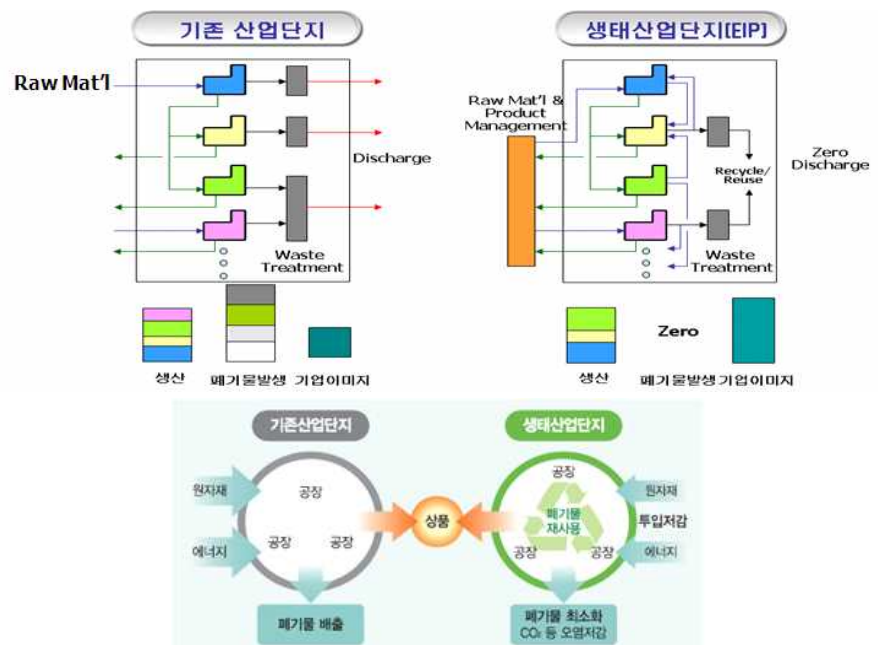 기존 산업단지
Raw Mat'l
Discharge
Waste
Treatment
생산
폐기물발생
기업이미지
생태산업단지(EIP)
Raw Mat'l &
Product
Management
Recycle/
Reuse
Zero
Discharge
Waste
Treatment
Zero
생산
폐기물발생
기업이미지
기존산업단지
원자재
에너지
공장
공장
공장
폐기물 배출
상품
생태산업단지
공장
폐기물
재사용
공장
공장
원자재
투입저감
에너지
폐기물 최소화
CO₂ 등 오염저감